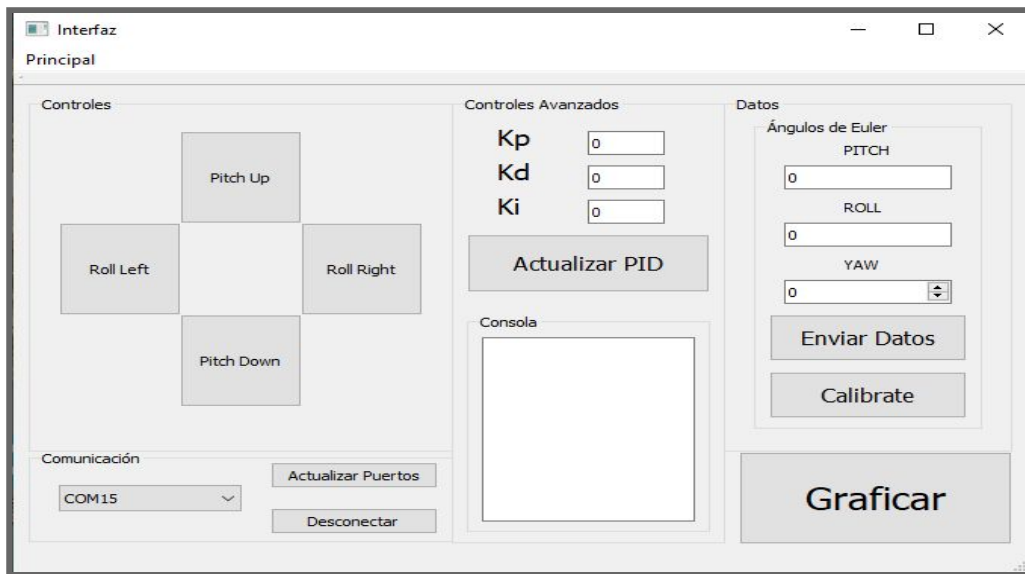 Interfaz
Principal
Controles
Pitch Up
Roll Left
Roll Right
Pitch Down
Comunicación
COM15
Actualizar Puertos
Desconectar
Controles Avanzados
Kp 0
Kd 0
Ki 0
Actualizar PID
Consola
Datos
Ángulos de Euler
PITCH
0
ROLL
0
YAW
0
Enviar Datos
Calibrate
Graficar